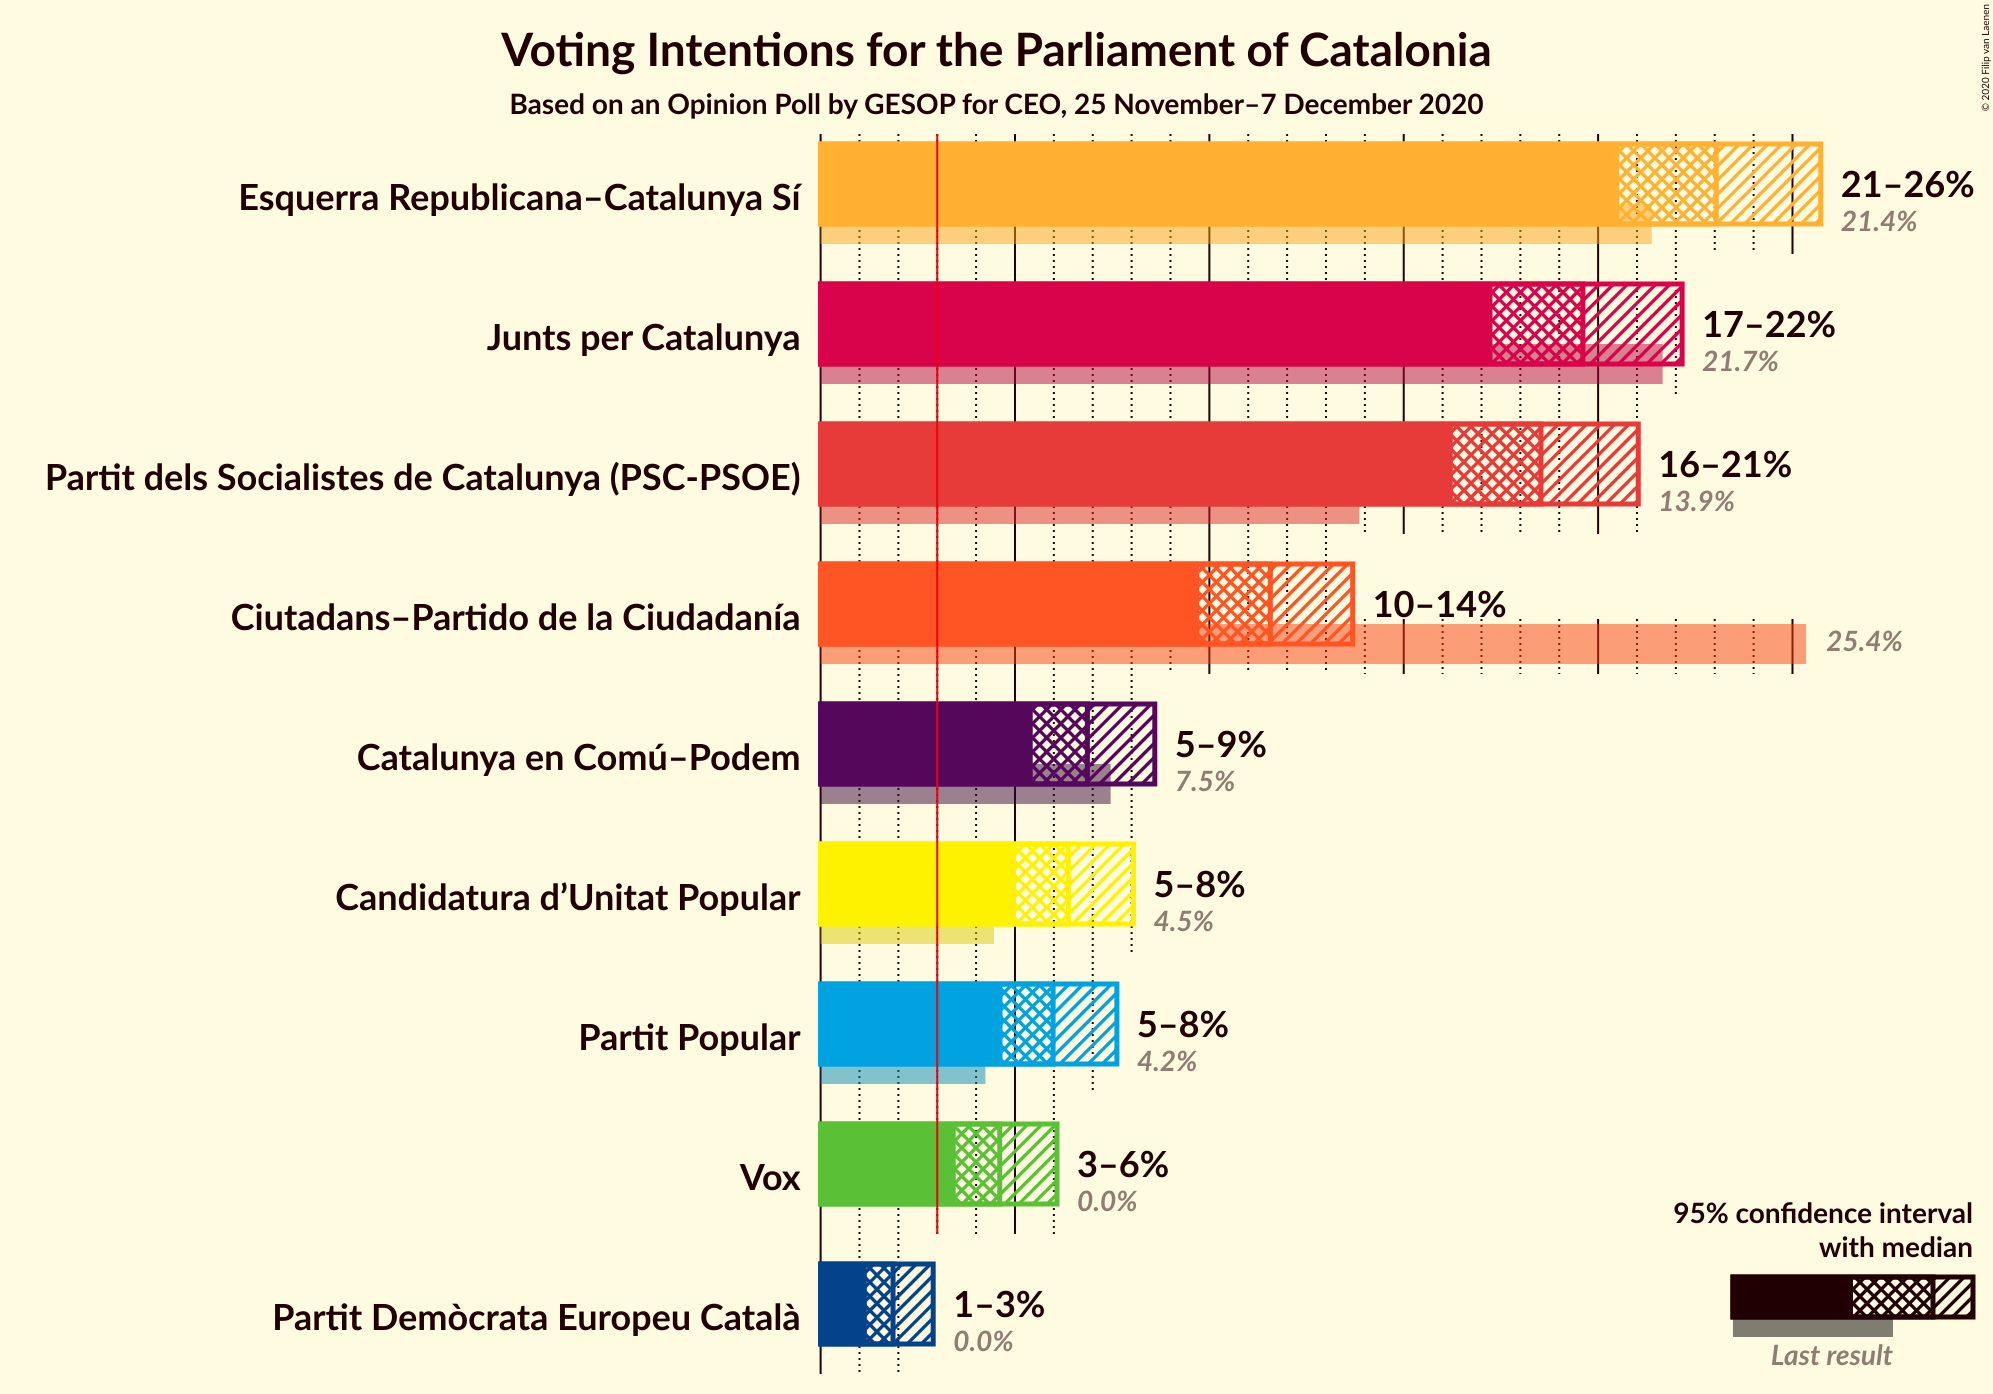 Voting Intentions for the Parliament of Catalonia
Based on an Opinion Poll by GESOP for CEO, 25 November–7 December 2020
© 2020 Filip van Laenen
Esquerra Republicana–Catalunya Sí
21–26%
21.4%
Junts per Catalunya
17–22%
21.7%
Partit dels Socialistes de Catalunya (PSC-PSOE)
16–21%
13.9%
Ciutadans–Partido de la Ciudadanía
10–14%
25.4%
Catalunya en Comú–Podem
5–9%
7.5%
Candidatura d’Unitat Popular
5–8%
4.5%
Partit Popular
5–8%
4.2%
Vox
3–6%
0.0%
Partit Demòcrata Europeu Català
1–3%
0.0%
95% confidence interval
with median
Last result